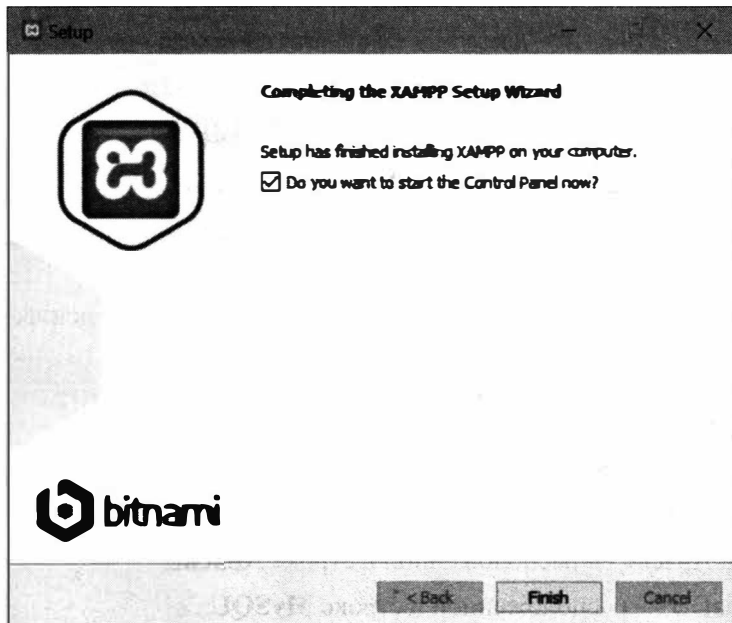 Setup
Completing the XAMPP Setup Wizard
Setup has finished installing XAMPP on your computer.
Do you want to start the Control Panel now?
bitnami
< Back
Finish
Cancel
MySQL